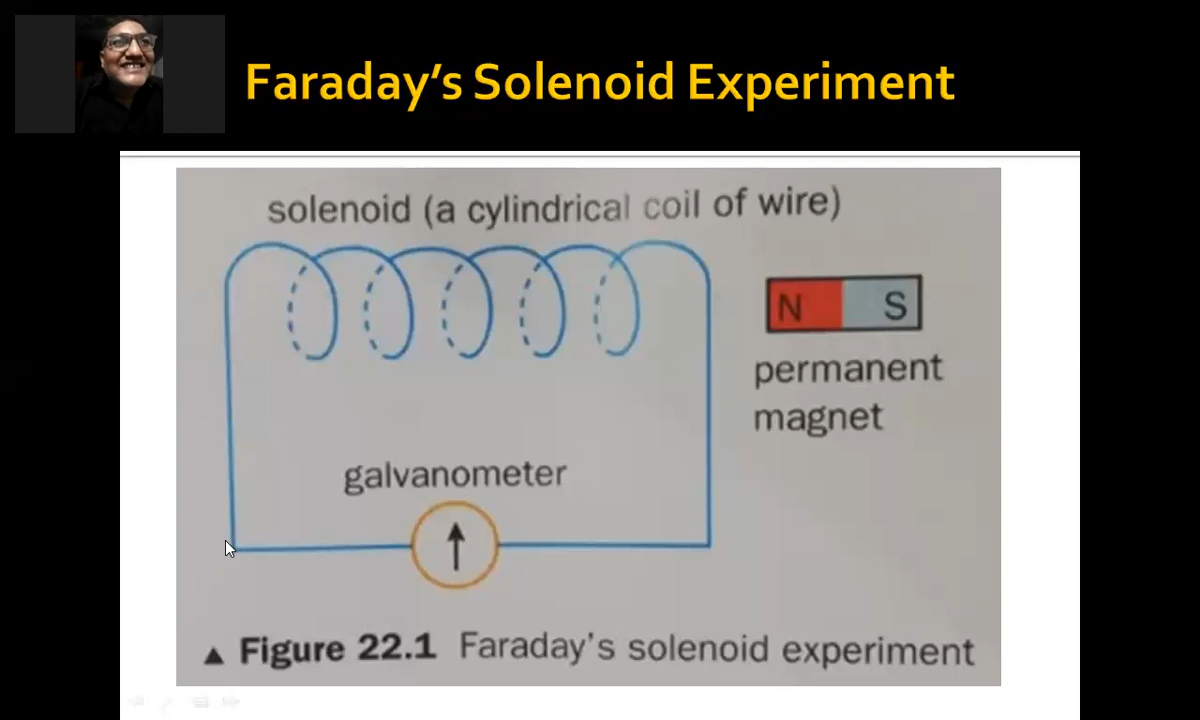 Faraday's Solenoid Experiment
solenoid (a cylindrical coil of wire)
N S
permanent
magnet
galvanometer
▲ Figure 22.1 Faraday's solenoid experiment